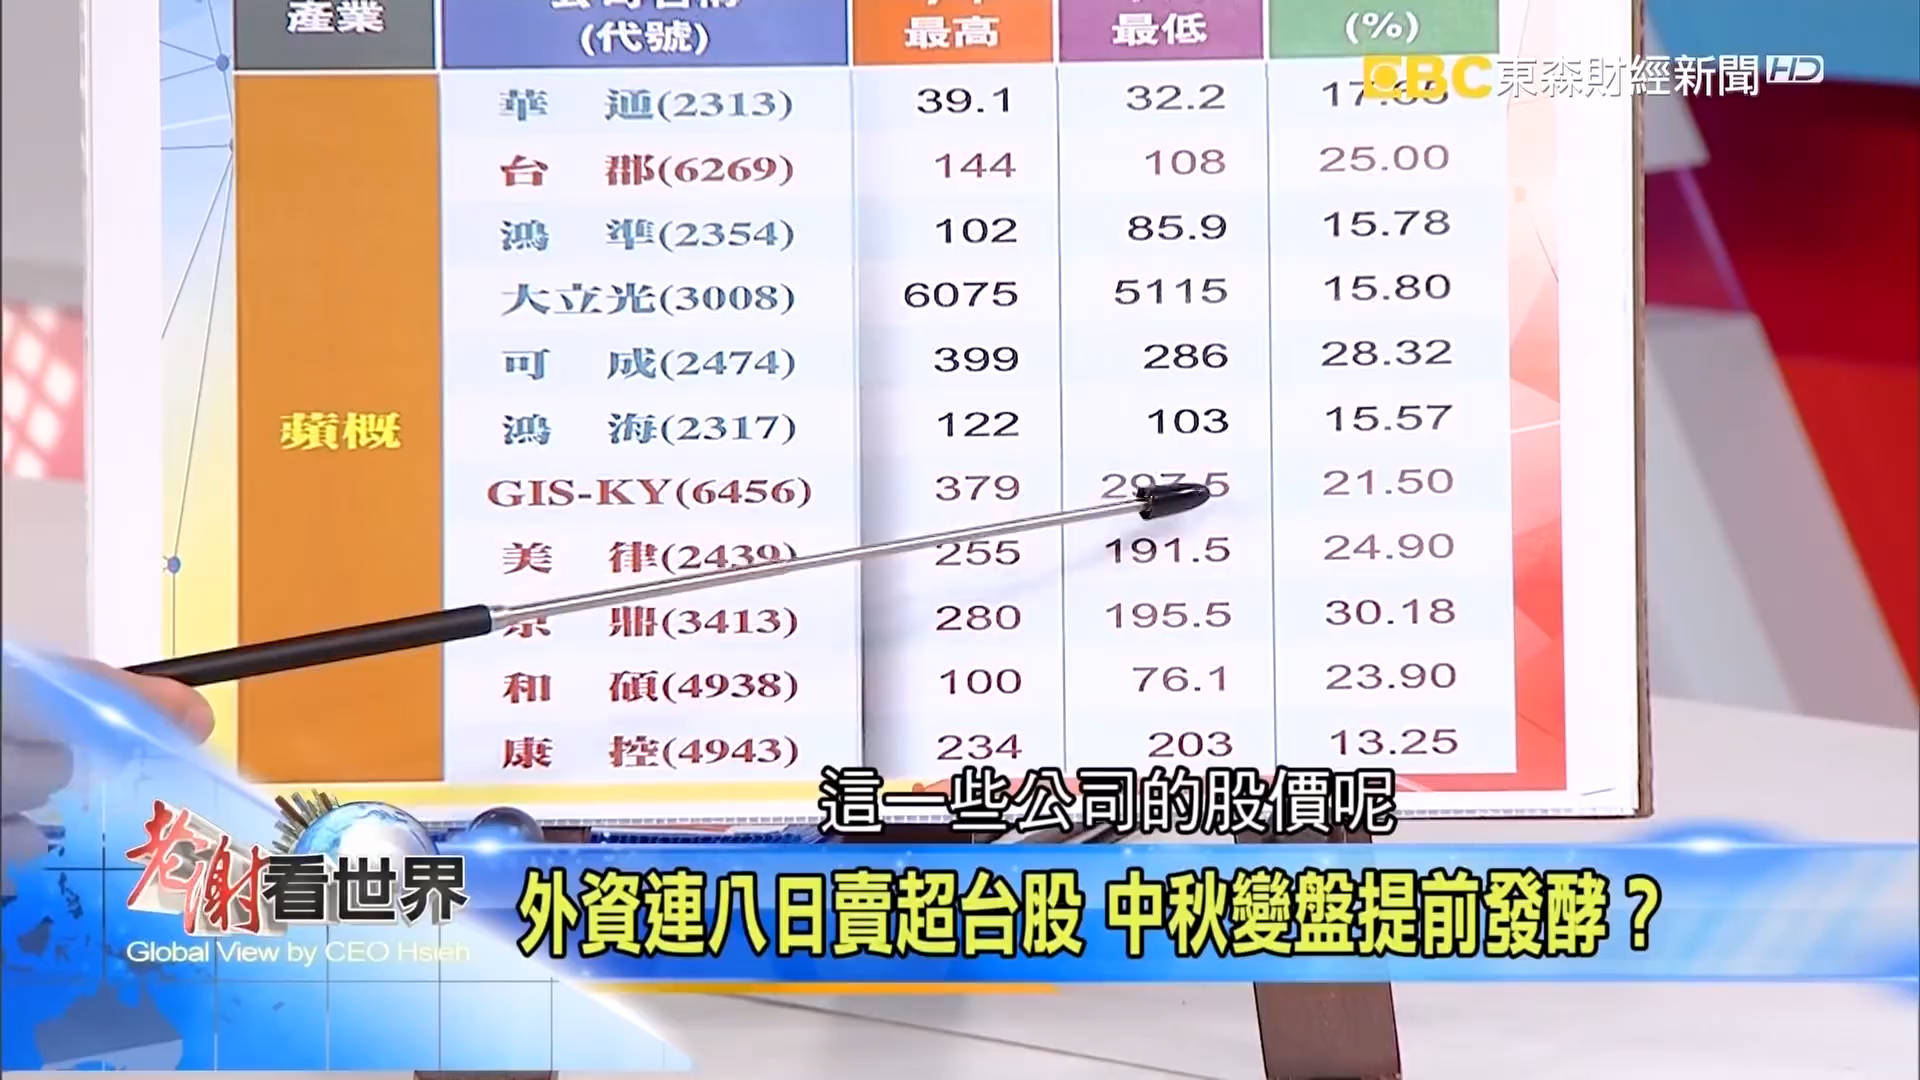 產業
(代號)
最高
最低
(%)
EBC東森財經新聞HD
華通(2313) 39.1 32.2
台郡(6269) 144 108 25.00
鴻準(2354) 102 85.9 15.78
大立光(3008) 6075 5115 15.80
可成(2474) 399 286 28.32
蘋概
鴻海(2317) 122 103 15.57
GIS-KY(6456) 379 297.5 21.50
美律(2439) 255 191.5 24.90
京鼎(3413) 280 195.5 30.18
和碩(4938) 100 76.1 23.90
康控(4943) 234 203 13.25
這一些公司的股價呢
老謝看世界
Global View by CEO Hsieh
外資連八日賣超台股 中秋變盤提前發酵？